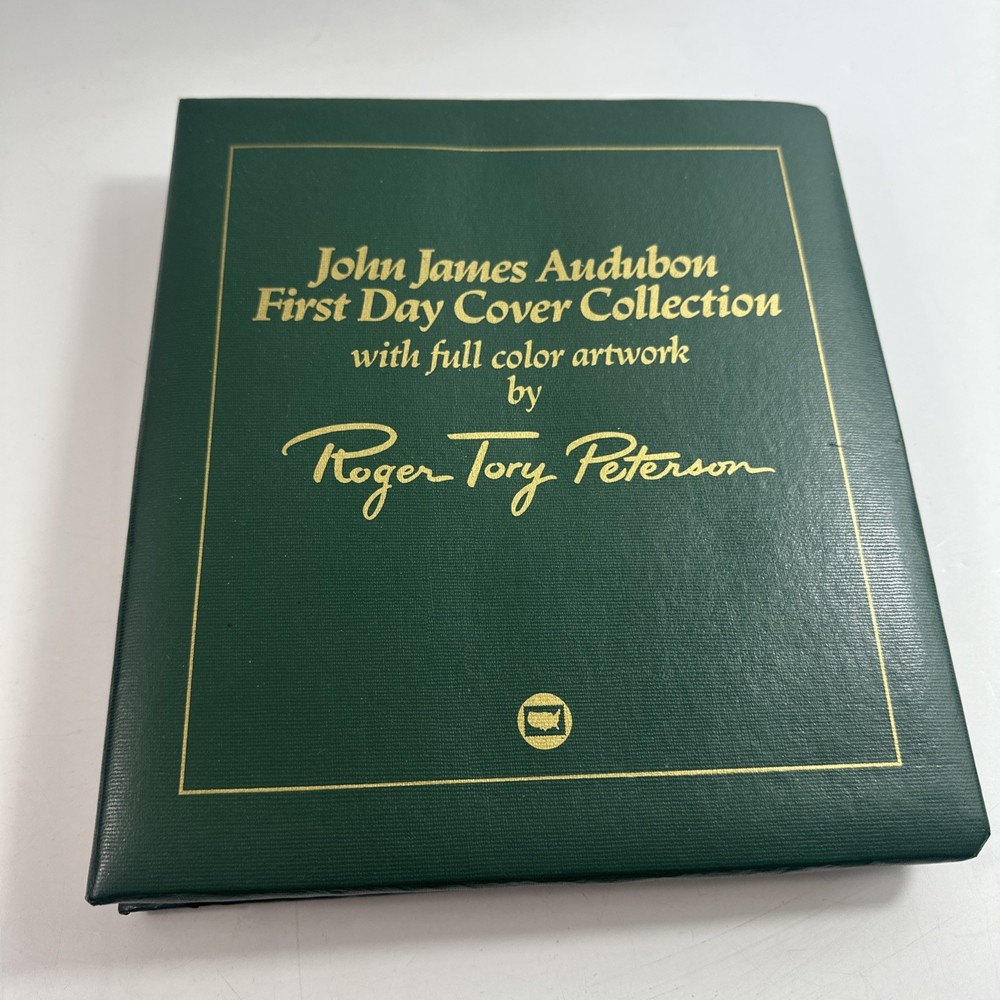 John James Audubon
First Day Cover Collection
with full color artwork
by
Roger Tory Peterson